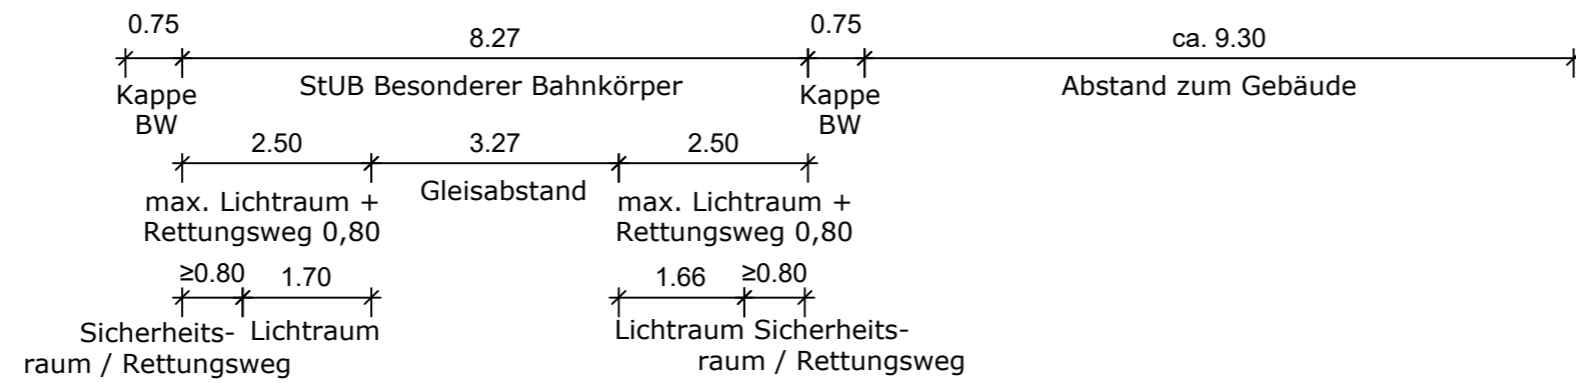 0.75 8.27 0.75 ca. 9.30
Kappe BW StUB Besonderer Bahnkörper Kappe BW Abstand zum Gebäude
2.50 3.27 2.50
max. Lichtraum + Gleisabstand max. Lichtraum +
Rettungsweg 0,80 Rettungsweg 0,80
≥0.80 1.70 1.66 ≥0.80
Sicherheits- Lichtraum Lichtraum Sicherheits-
raum / Rettungsweg raum / Rettungsweg